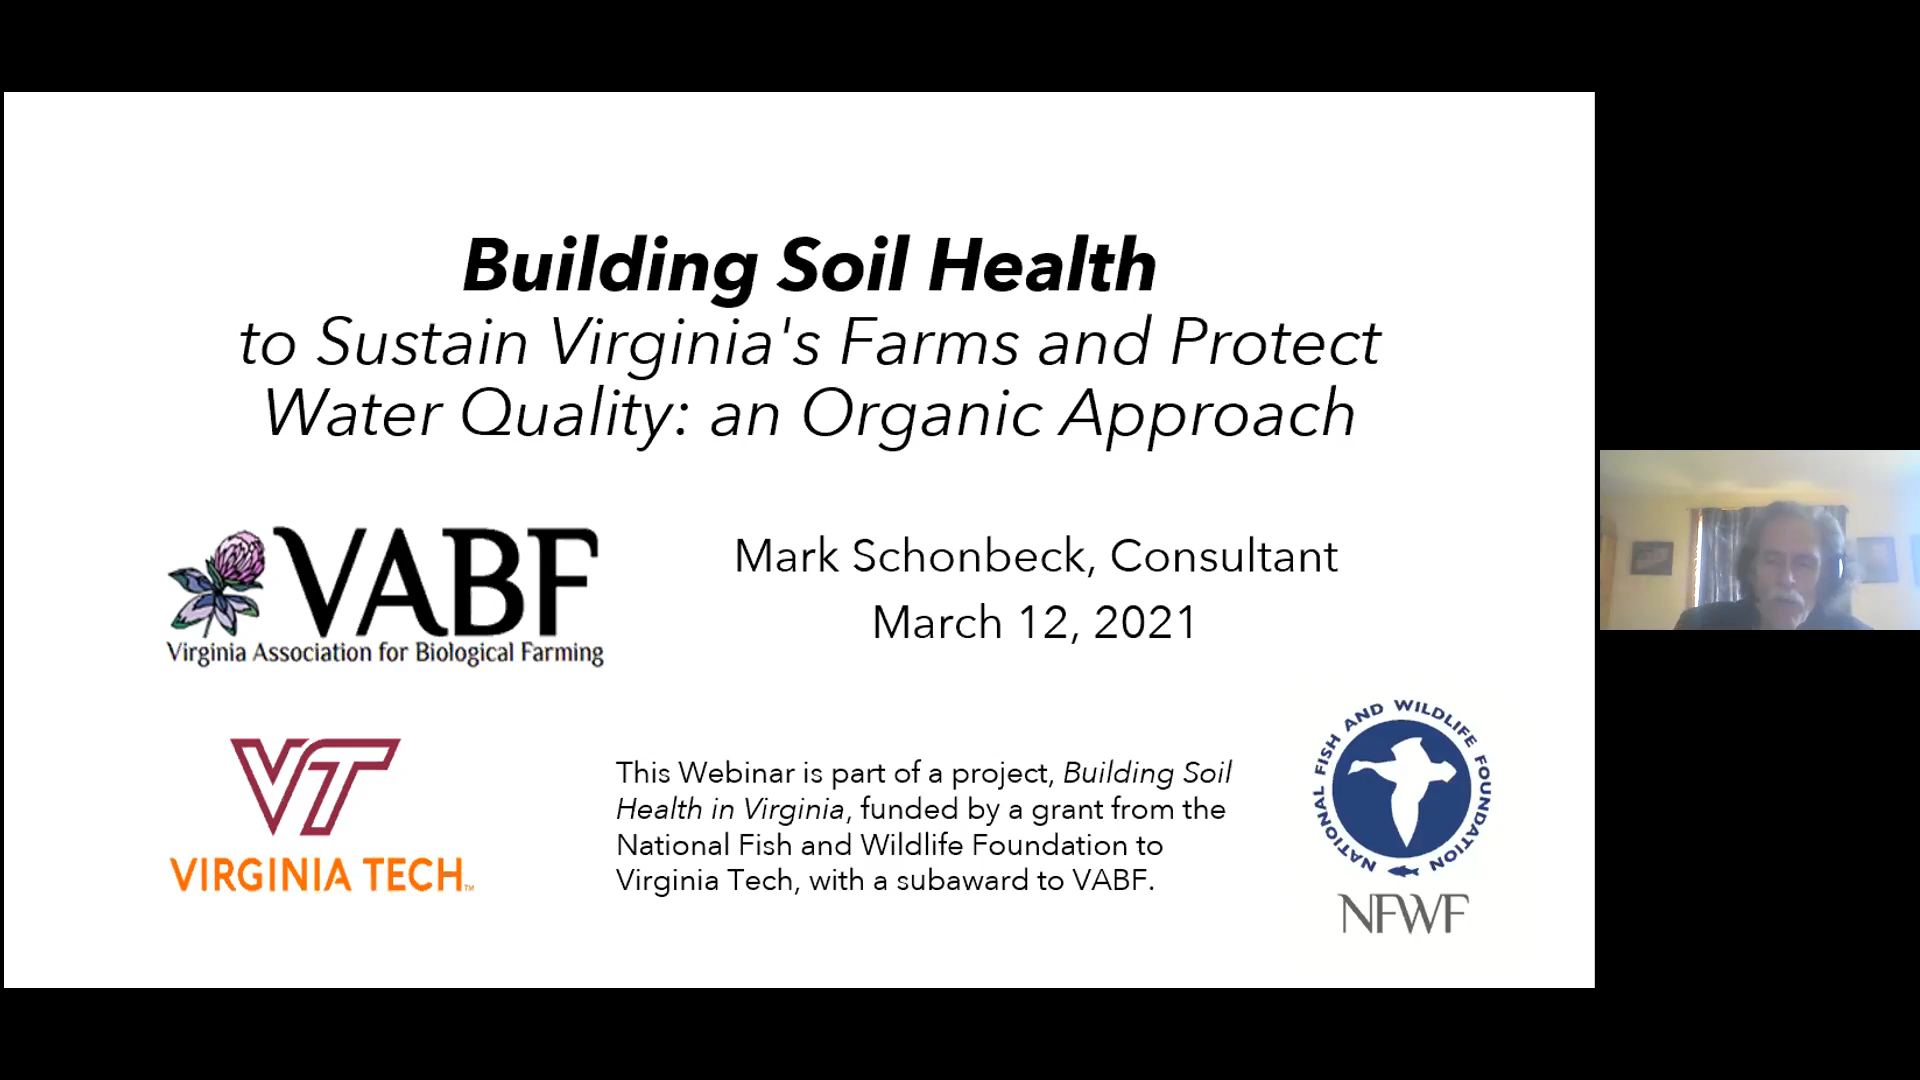 Building Soil Health
to Sustain Virginia's Farms and Protect
Water Quality: an Organic Approach
VABF
Virginia Association for Biological Farming
Mark Schonbeck, Consultant
March 12, 2021
VT
VIRGINIA TECH™
This Webinar is part of a project, Building Soil
Health in Virginia, funded by a grant from the
National Fish and Wildlife Foundation to
Virginia Tech, with a subaward to VABF.
NATIONAL FISH AND WILDLIFE FOUNDATION
NFWF